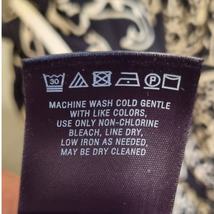 30 P
MACHINE WASH COLD GENTLE
WITH LIKE COLORS,
USE ONLY NON-CHLORINE
BLEACH, LINE DRY,
LOW IRON AS NEEDED,
MAY BE DRY CLEANED